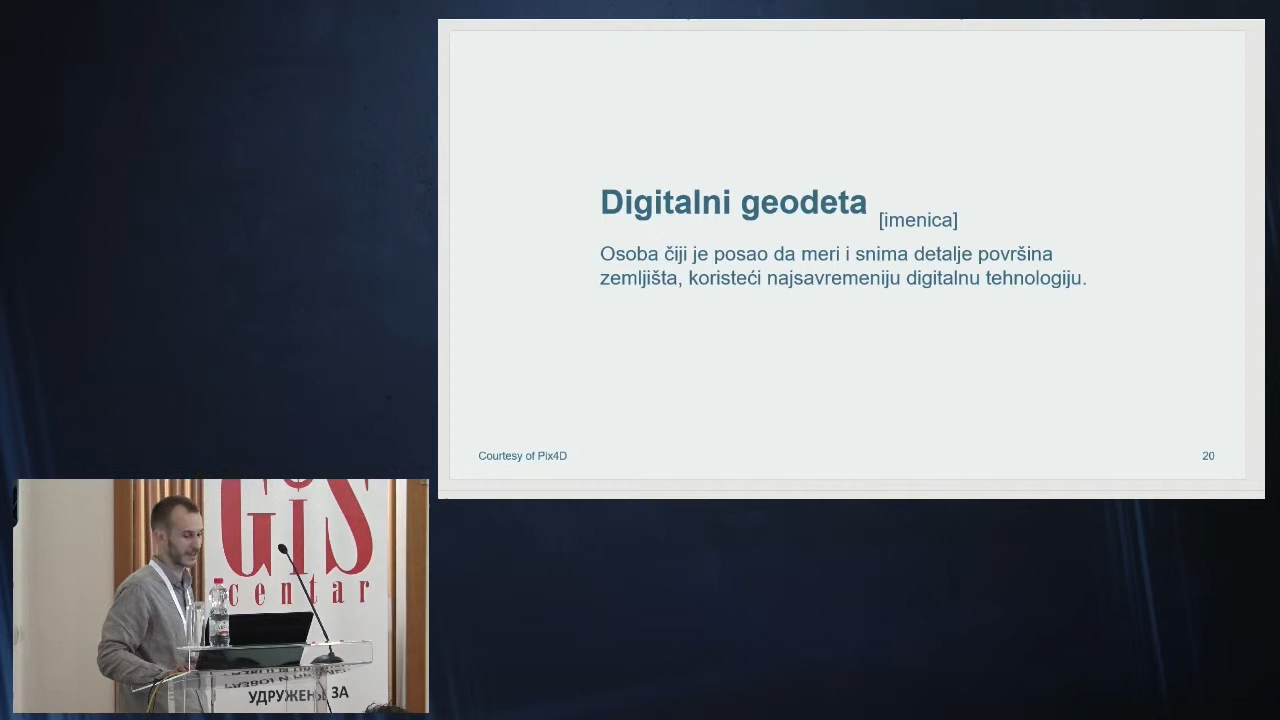 Digitalni geodeta [imenica]
Osoba čiji je posao da meri i snima detalje površina
zemljišta, koristeći najsavremeniju digitalnu tehnologiju.
Courtesy of Pix4D
20
GIS
centar
УДРУЖЕЊЕ ЗА